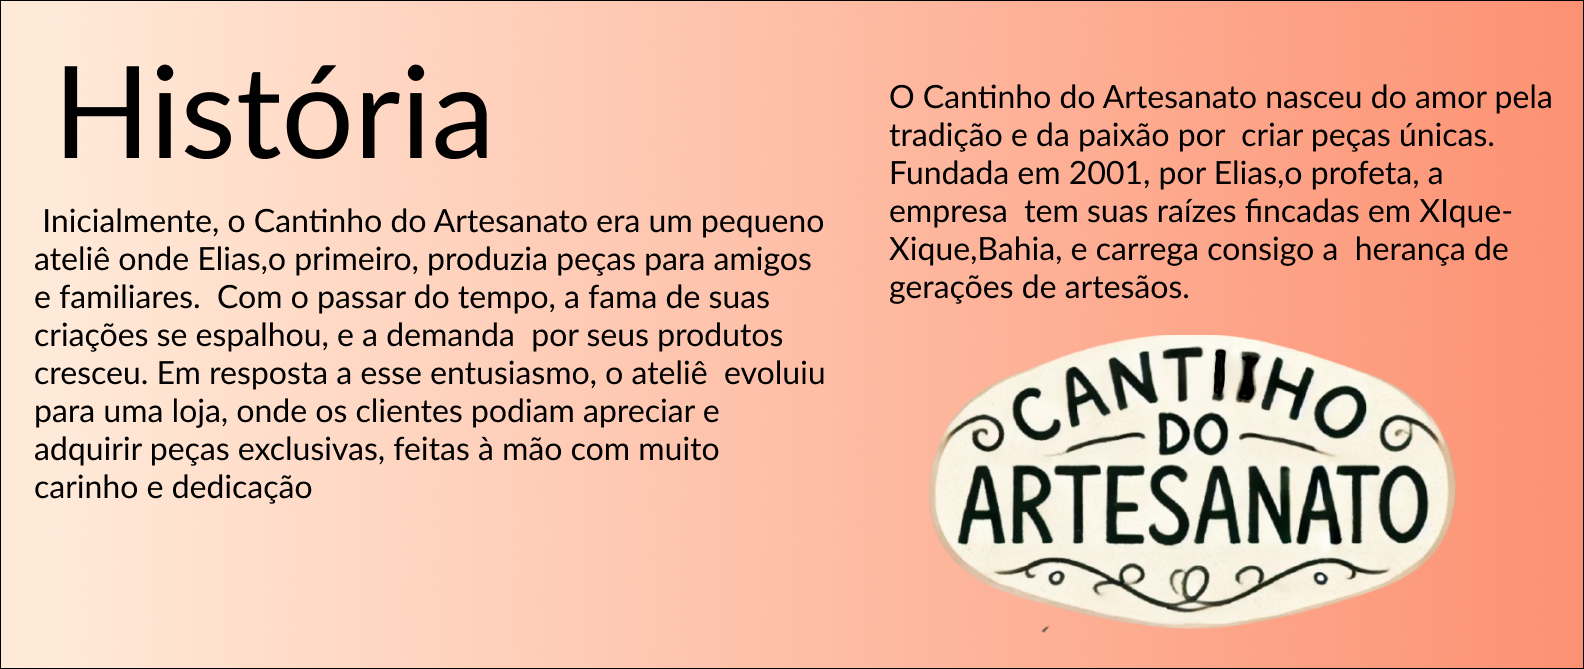 História
Inicialmente, o Cantinho do Artesanato era um pequeno
ateliê onde Elias,o primeiro, produzia peças para amigos
e familiares.  Com o passar do tempo, a fama de suas
criações se espalhou, e a demanda  por seus produtos
cresceu. Em resposta a esse entusiasmo, o ateliê  evoluiu
para uma loja, onde os clientes podiam apreciar e
adquirir peças exclusivas, feitas à mão com muito
carinho e dedicação
O Cantinho do Artesanato nasceu do amor pela
tradição e da paixão por  criar peças únicas.
Fundada em 2001, por Elias,o profeta, a
empresa  tem suas raízes fincadas em XIque-
Xique,Bahia, e carrega consigo a  herança de
gerações de artesãos.
CANTIIHO
DO
ARTESANATO